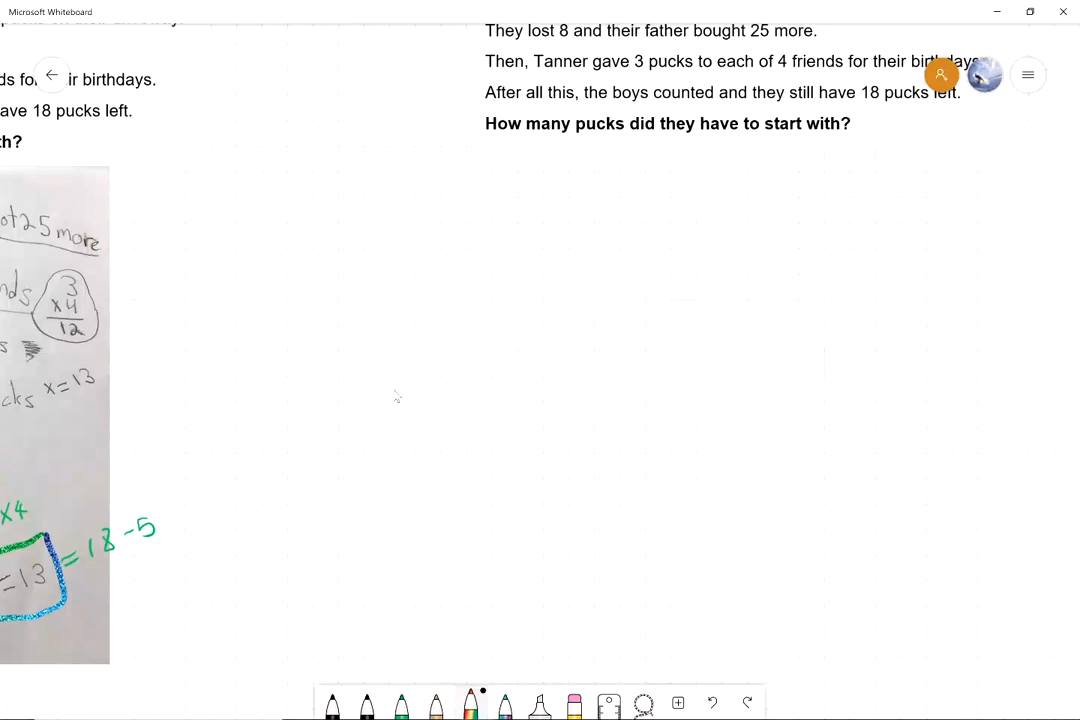 Microsoft Whiteboard
They lost 8 and their father bought 25 more.
Then, Tanner gave 3 pucks to each of 4 friends for their birthdays
After all this, the boys counted and they still have 18 pucks left.
How many pucks did they have to start with?
ds for ir birthdays.
ave 18 pucks left.
th?
ot 25 more
nds
3
x4
12
s
cks x=13
x4
=13 =18-5